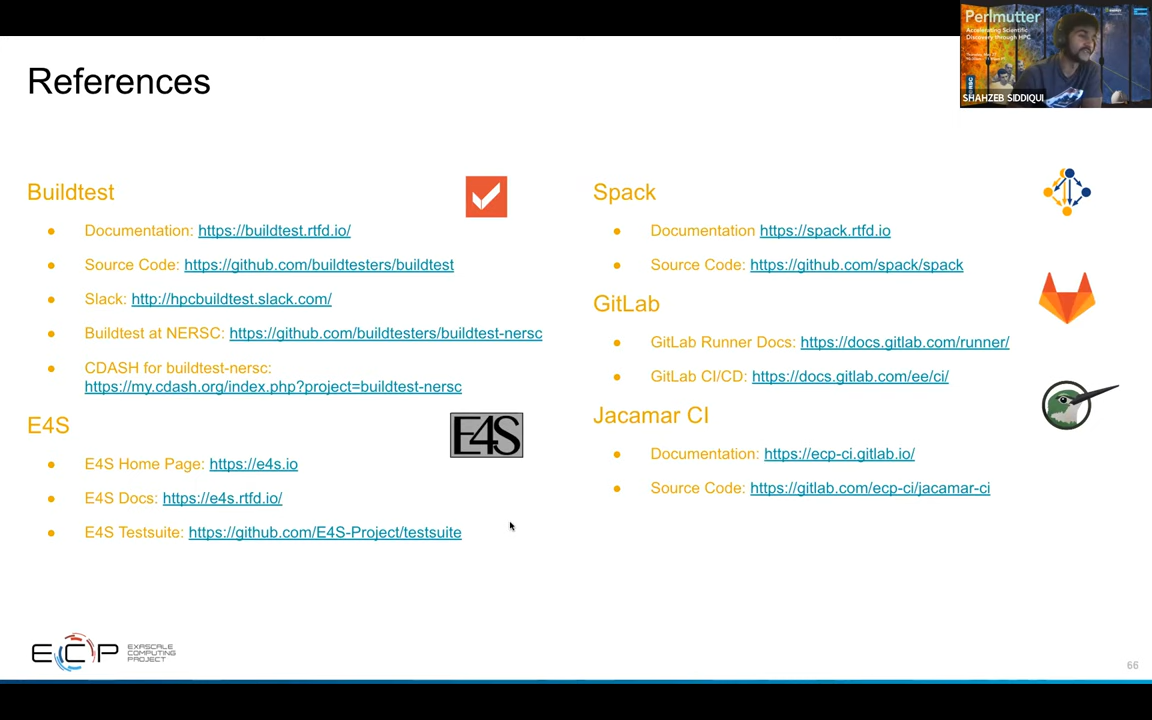 References
Buildtest
● Documentation: https://buildtest.rtfd.io/
● Source Code: https://github.com/buildtesters/buildtest
● Slack: http://hpcbuildtest.slack.com/
● Buildtest at NERSC: https://github.com/buildtesters/buildtest-nersc
● CDASH for buildtest-nersc:
https://my.cdash.org/index.php?project=buildtest-nersc
E4S
E4S
● E4S Home Page: https://e4s.io
● E4S Docs: https://e4s.rtfd.io/
● E4S Testsuite: https://github.com/E4S-Project/testsuite
Spack
● Documentation https://spack.rtfd.io
● Source Code: https://github.com/spack/spack
GitLab
● GitLab Runner Docs: https://docs.gitlab.com/runner/
● GitLab CI/CD: https://docs.gitlab.com/ee/ci/
Jacamar CI
● Documentation: https://ecp-ci.gitlab.io/
● Source Code: https://gitlab.com/ecp-ci/jacamar-ci
ECP
EXASCALE
COMPUTING
PROJECT
66
Perlmutter
Accelerating Scientific
Discovery through HPC
SHAHZEB SIDDIQUI